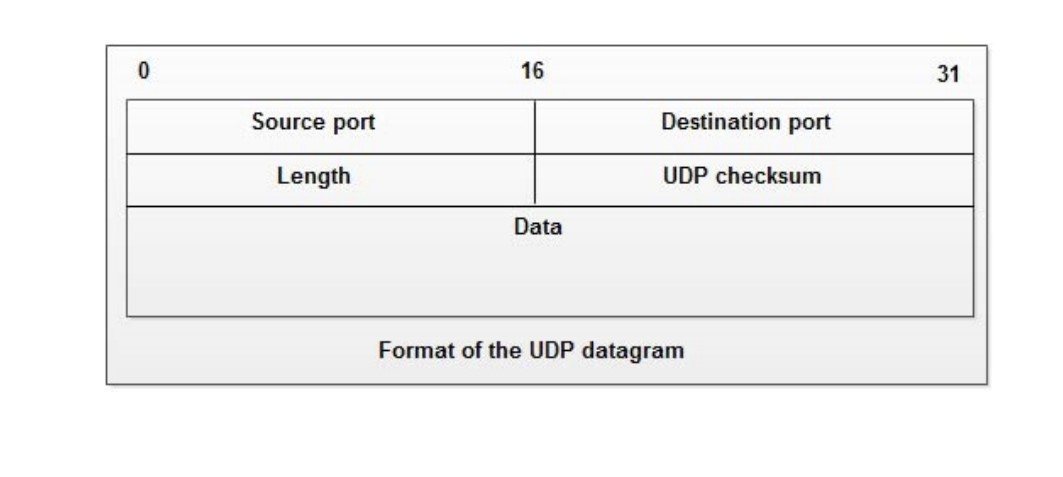 0 16 31
Source port Destination port
Length UDP checksum
Data
Format of the UDP datagram